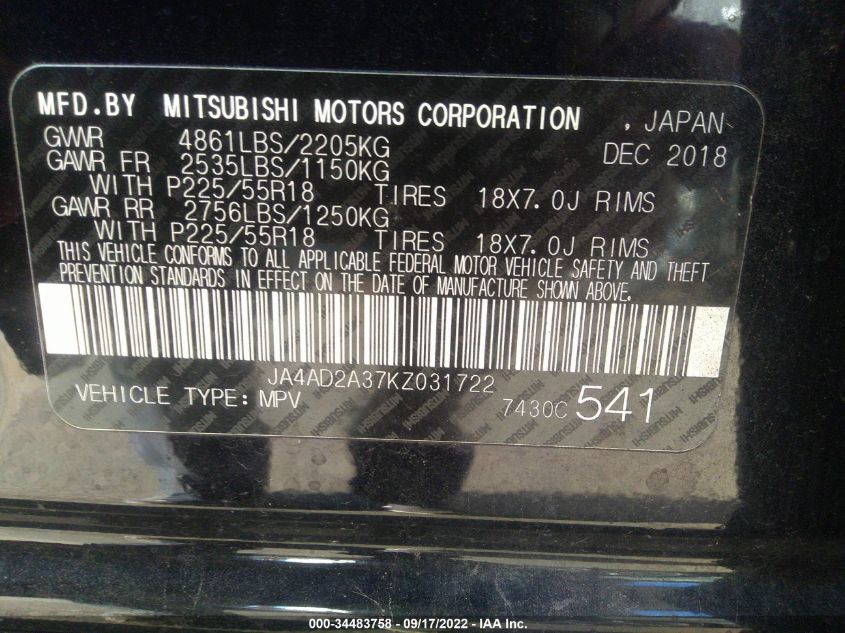 MFD.BY MITSUBISHI MOTORS CORPORATION , JAPAN
GVWR 4861LBS/2205KG DEC 2018
GAWR FR 2535LBS/1150KG
WITH P225/55R18 TIRES 18X7.0J RIMS
GAWR RR 2756LBS/1250KG
WITH P225/55R18 TIRES 18X7.0J RIMS
THIS VEHICLE CONFORMS TO ALL APPLICABLE FEDERAL MOTOR VEHICLE SAFETY AND THEFT
PREVENTION STANDARDS IN EFFECT ON THE DATE OF MANUFACTURE SHOWN ABOVE.
JA4AD2A37KZ031722
VEHICLE TYPE: MPV 7430C 541
000-34483758 - 09/17/2022 - IAA Inc.